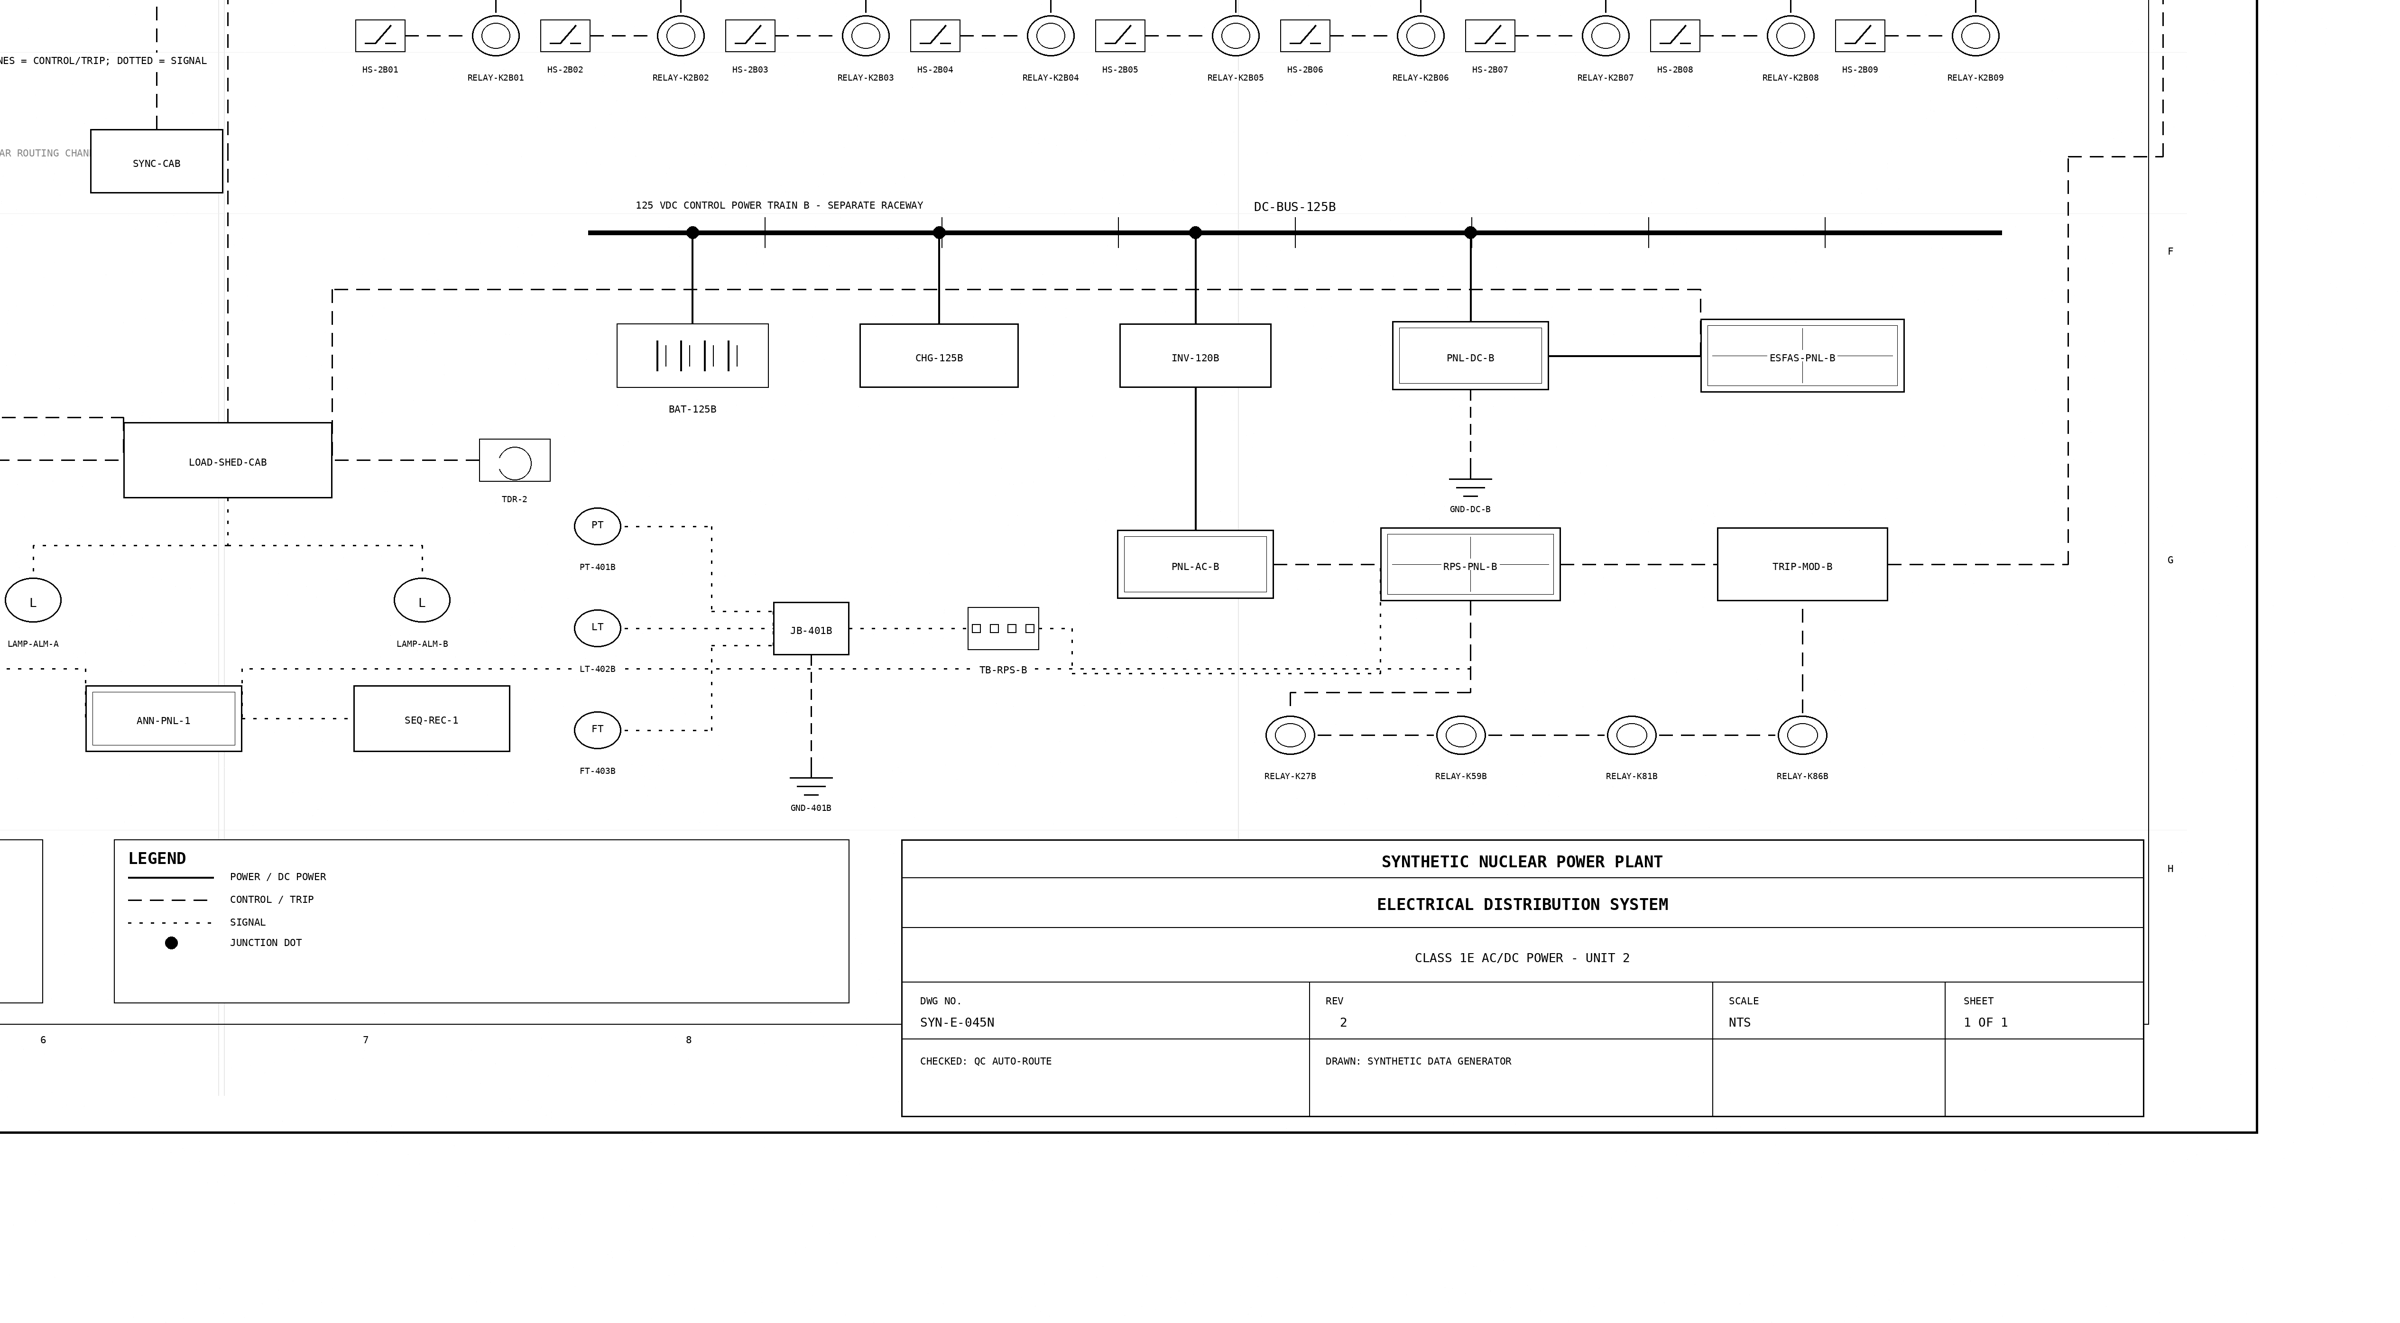 HS-2B01
RELAY-K2B01
HS-2B02
RELAY-K2B02
HS-2B03
RELAY-K2B03
HS-2B04
RELAY-K2B04
HS-2B05
RELAY-K2B05
HS-2B06
RELAY-K2B06
HS-2B07
RELAY-K2B07
HS-2B08
RELAY-K2B08
HS-2B09
RELAY-K2B09
= CONTROL/TRIP; DOTTED = SIGNAL
ROUTING
SYNC-CAB
125 VDC CONTROL POWER TRAIN B - SEPARATE RACEWAY
DC-BUS-125B
F
BAT-125B
CHG-125B
INV-120B
PNL-DC-B
ESFAS-PNL-B
LOAD-SHED-CAB
TDR-2
GND-DC-B
PT
PT-401B
PNL-AC-B
RPS-PNL-B
TRIP-MOD-B
G
L
LAMP-ALM-A
L
LAMP-ALM-B
LT
LT-402B
JB-401B
TB-RPS-B
ANN-PNL-1
SEQ-REC-1
FT
FT-403B
GND-401B
RELAY-K27B
RELAY-K59B
RELAY-K81B
RELAY-K86B
LEGEND
POWER / DC POWER
CONTROL / TRIP
SIGNAL
JUNCTION DOT
SYNTHETIC NUCLEAR POWER PLANT
ELECTRICAL DISTRIBUTION SYSTEM
CLASS 1E AC/DC POWER - UNIT 2
DWG NO.
SYN-E-045N
REV
2
SCALE
NTS
SHEET
1 OF 1
CHECKED: QC AUTO-ROUTE
DRAWN: SYNTHETIC DATA GENERATOR
H
6
7
8